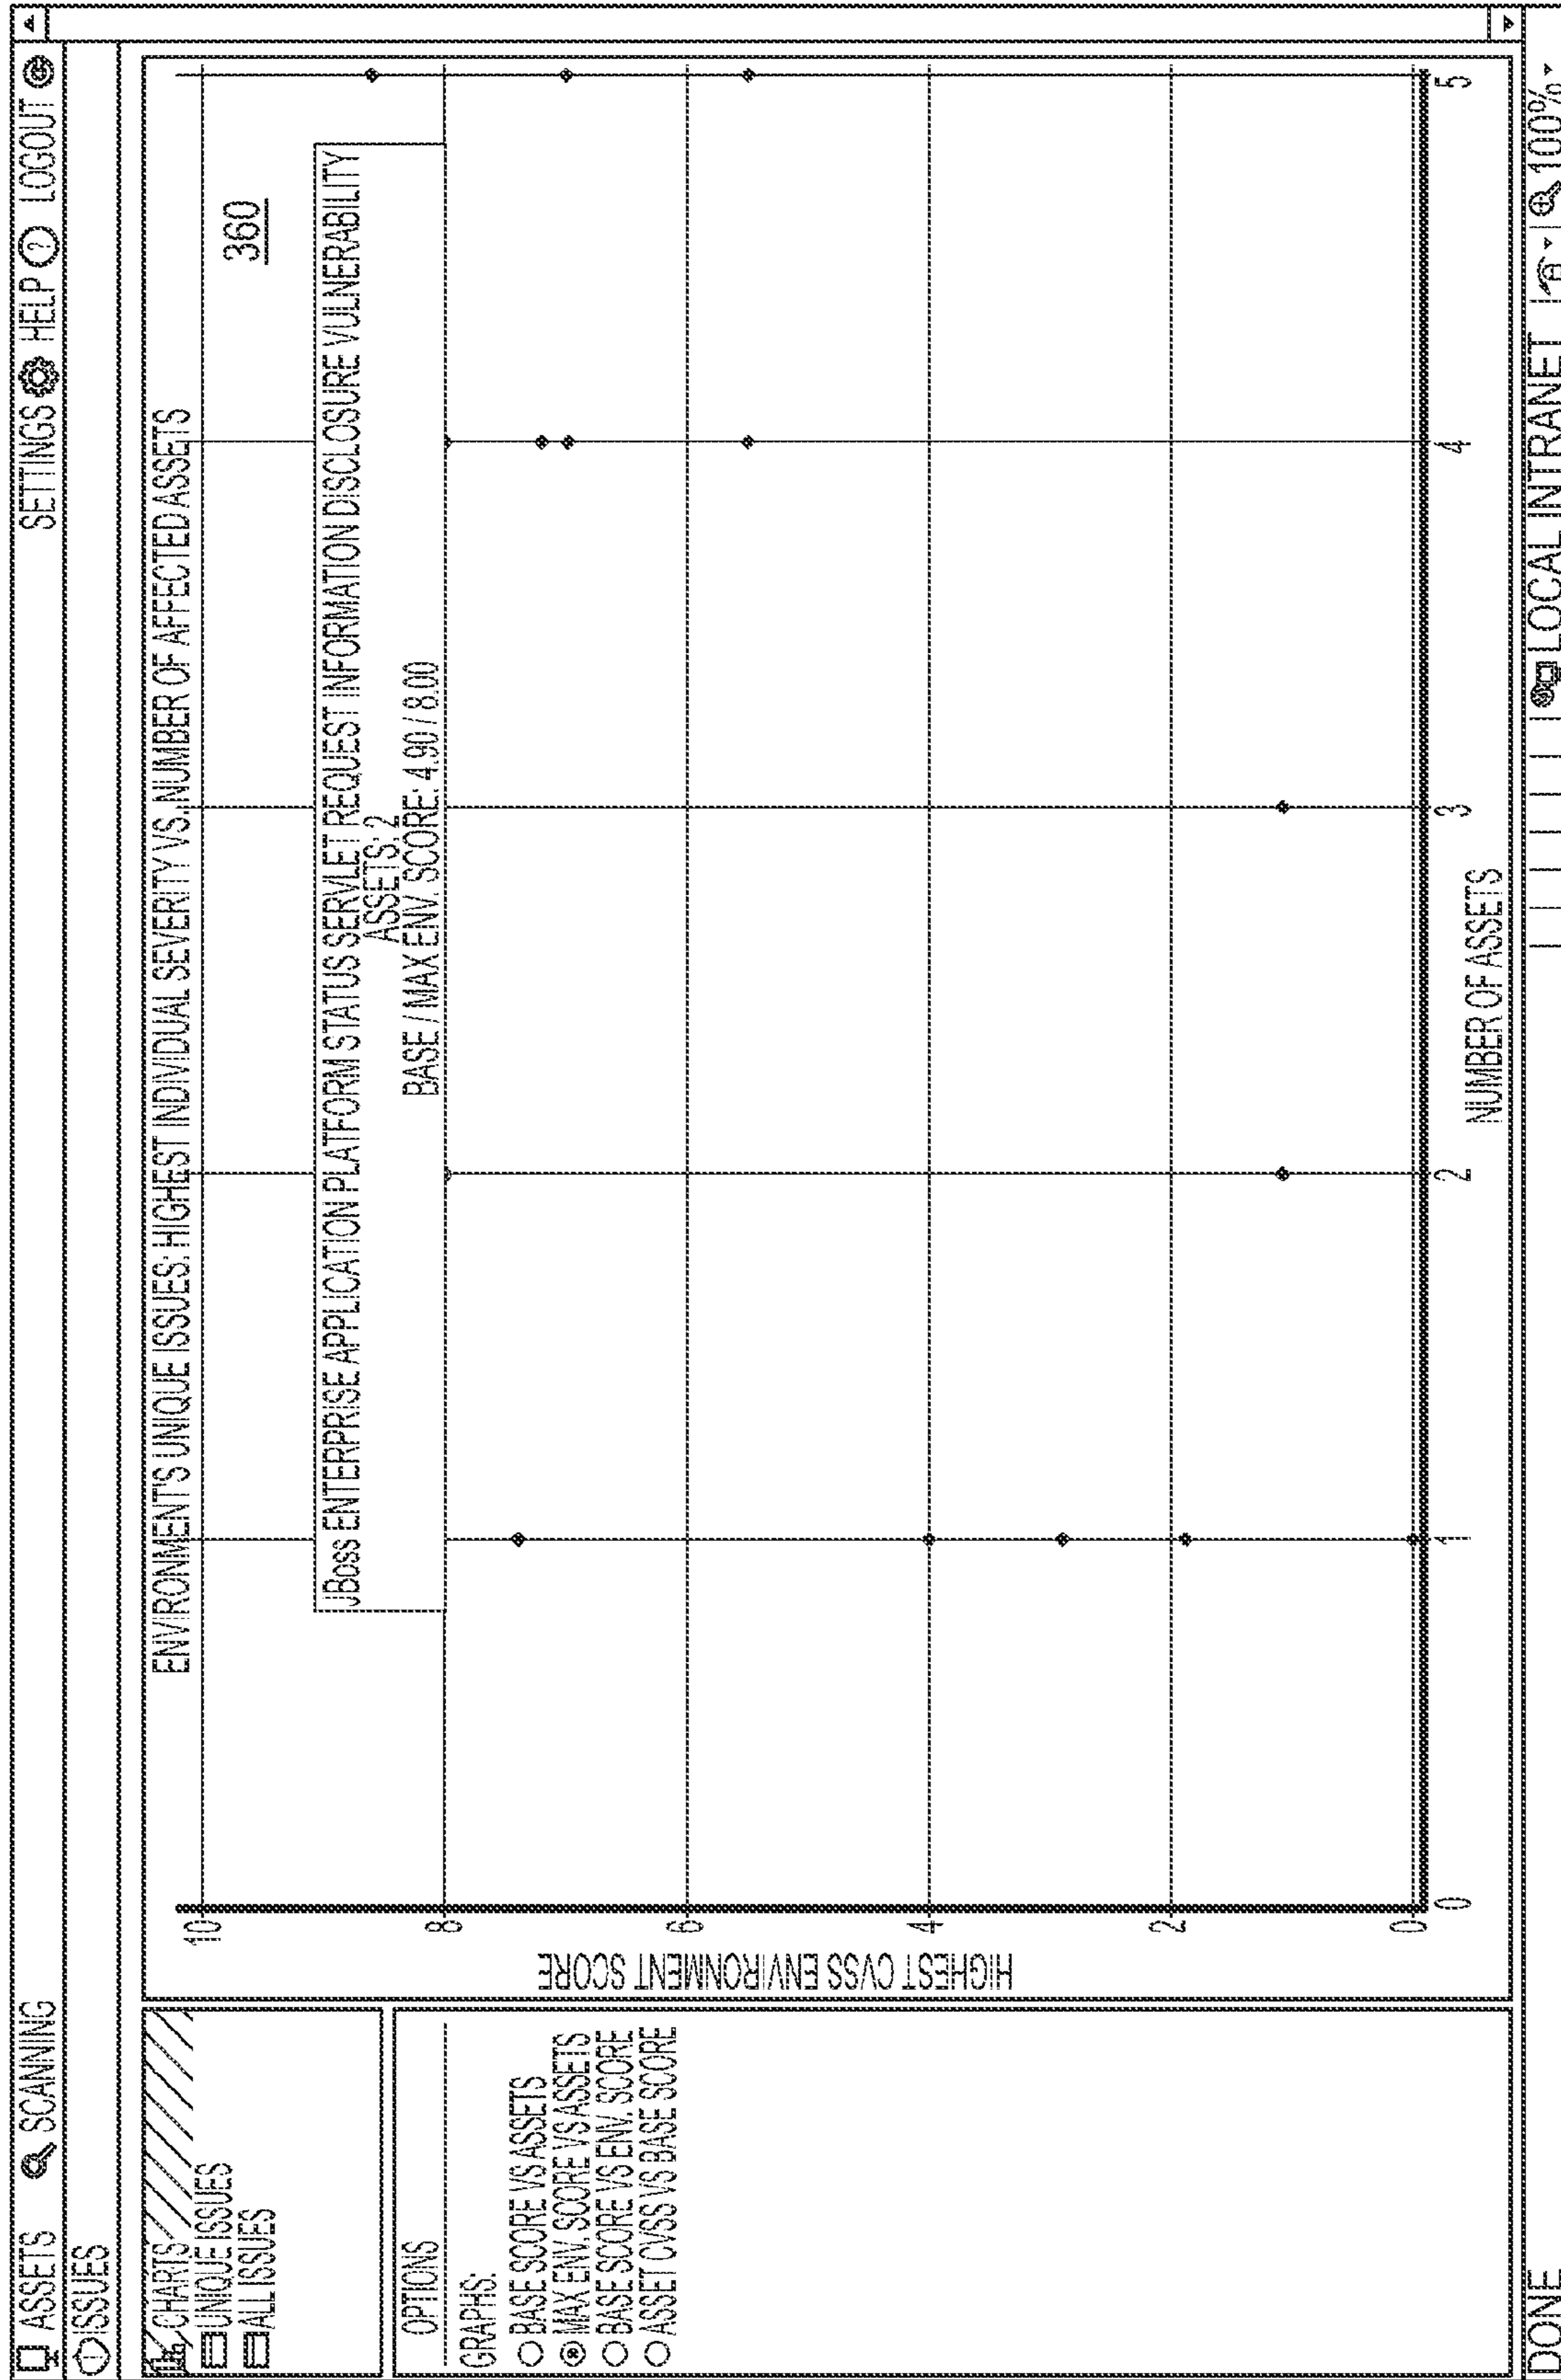 ASSETS SCANNING SETTINGS HELP ? LOGOUT
ISSUES
CHARTS
UNIQUE ISSUES
ALL ISSUES
OPTIONS
GRAPHS:
BASE SCORE VS ASSETS
MAX ENV. SCORE VS ASSETS
BASE SCORE VS ENV. SCORE
ASSET CVSS VS BASE SCORE
ENVIRONMENT'S UNIQUE ISSUES: HIGHEST INDIVIDUAL SEVERITY VS. NUMBER OF AFFECTED ASSETS
360
JBoss ENTERPRISE APPLICATION PLATFORM STATUS SERVLET REQUEST INFORMATION DISCLOSURE VULNERABILITY
ASSETS: 2
BASE / MAX ENV. SCORE: 4.90 / 8.00
HIGHEST CVSS ENVIRONMENT SCORE
10
8
6
4
2
0
0 1 2 3 4 5
NUMBER OF ASSETS
DONE LOCAL INTRANET 100%